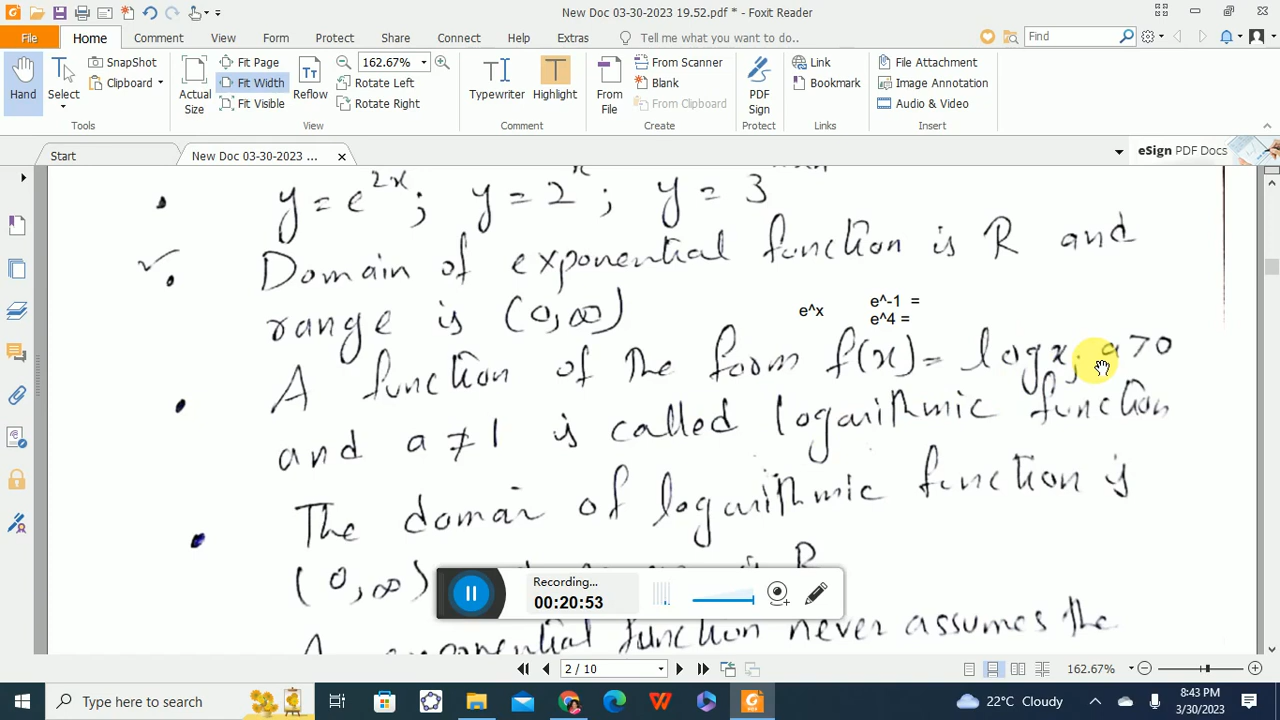 New Doc 03-30-2023 19.52.pdf * - Foxit Reader
File Home Comment View Form Protect Share Connect Help Extras Tell me what you want to do.. Find
Hand Select SnapShot Clipboard Actual Size Fit Page Fit Width Fit Visible Reflow 162.67% Rotate Left Rotate Right Typewriter Highlight From File From Scanner Blank From Clipboard PDF Sign Link Bookmark File Attachment Image Annotation Audio & Video
Tools View Comment Create Protect Links Insert
Start New Doc 03-30-2023 ... eSign PDF Docs
y = e^2x; y = 2^x; y = 3
Domain of exponential function is R and
e^x e^-1 =
range is (0,∞)
e^4 =
A function of the form f(x) = log x; a>0
and a ≠ 1 is called logarithmic function
The domain of logarithmic function is
(0,∞) R
Recording...
00:20:53
exponential function never assumes the
2 / 10 162.67%
Type here to search 22°C Cloudy 8:43 PM
3/30/2023